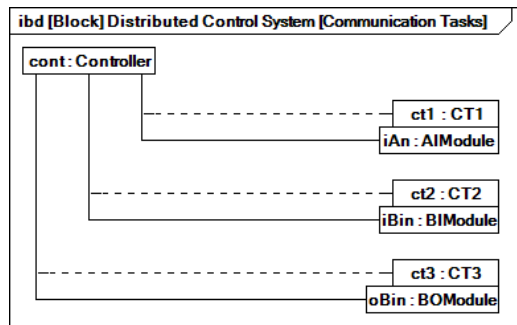 ibd [Block] Distributed Control System [Communication Tasks]
cont : Controller
ct1 : CT1
iAn : AIModule
ct2 : CT2
iBin : BIModule
ct3 : CT3
oBin : BOModule